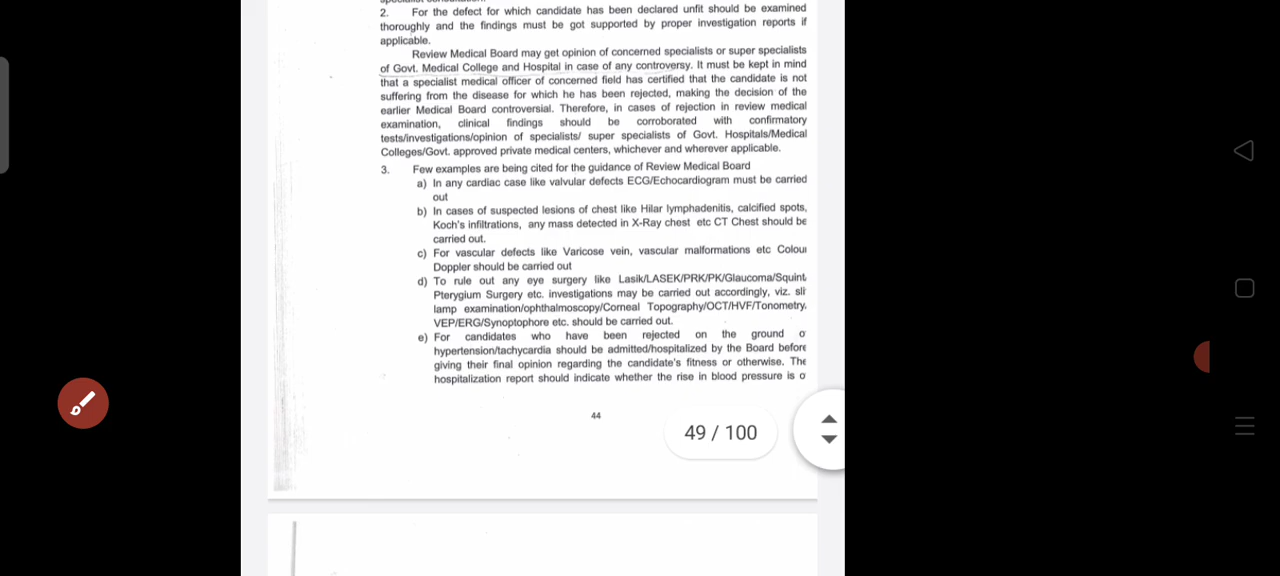 2. For the defect for which candidate has been declared unfit should be examined
thoroughly and the findings must be got supported by proper investigation reports if
applicable.
Review Medical Board may get opinion of concerned specialists or super specialists
of Govt. Medical College and Hospital in case of any controversy. It must be kept in mind
that a specialist medical officer of concerned field has certified that the candidate is not
suffering from the disease for which he has been rejected, making the decision of the
earlier Medical Board controversial. Therefore, in cases of rejection in review medical
examination, clinical findings should be corroborated with confirmatory
tests/investigations/opinion of specialists/ super specialists of Govt. Hospitals/Medical
Colleges/Govt. approved private medical centers, whichever and wherever applicable.
3. Few examples are being cited for the guidance of Review Medical Board
a) In any cardiac case like valvular defects ECG/Echocardiogram must be carried
out
b) In cases of suspected lesions of chest like Hilar lymphadenitis, calcified spots,
Koch's infiltrations, any mass detected in X-Ray chest etc CT Chest should be
carried out.
c) For vascular defects like Varicose vein, vascular malformations etc Colour
Doppler should be carried out
d) To rule out any eye surgery like Lasik/LASEK/PRK/PK/Glaucoma/Squint
Pterygium Surgery etc. investigations may be carried out accordingly, viz. sli
lamp examination/ophthalmoscopy/Corneal Topography/OCT/HVF/Tonometry.
VEP/ERG/Synoptophore etc. should be carried out.
e) For candidates who have been rejected on the ground o
hypertension/tachycardia should be admitted/hospitalized by the Board before
giving their final opinion regarding the candidate's fitness or otherwise. The
hospitalization report should indicate whether the rise in blood pressure is o
44
49 / 100